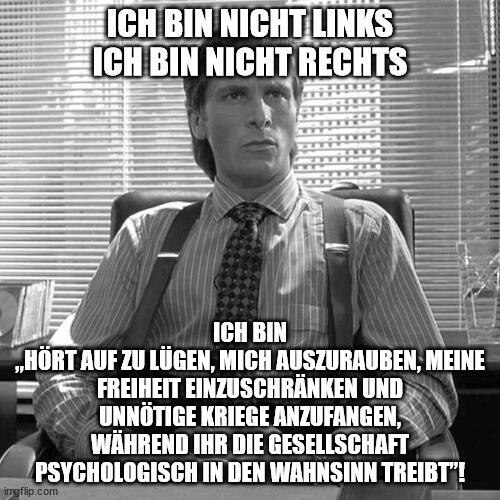 ICH BIN NICHT LINKS
ICH BIN NICHT RECHTS
ICH BIN
„HÖRT AUF ZU LÜGEN, MICH AUSZURAUBEN, MEINE
FREIHEIT EINZUSCHRÄNKEN UND
UNNÖTIGE KRIEGE ANZUFANGEN,
WÄHREND IHR DIE GESELLSCHAFT
PSYCHOLOGISCH IN DEN WAHNSINN TREIBT”!
imgflip.com